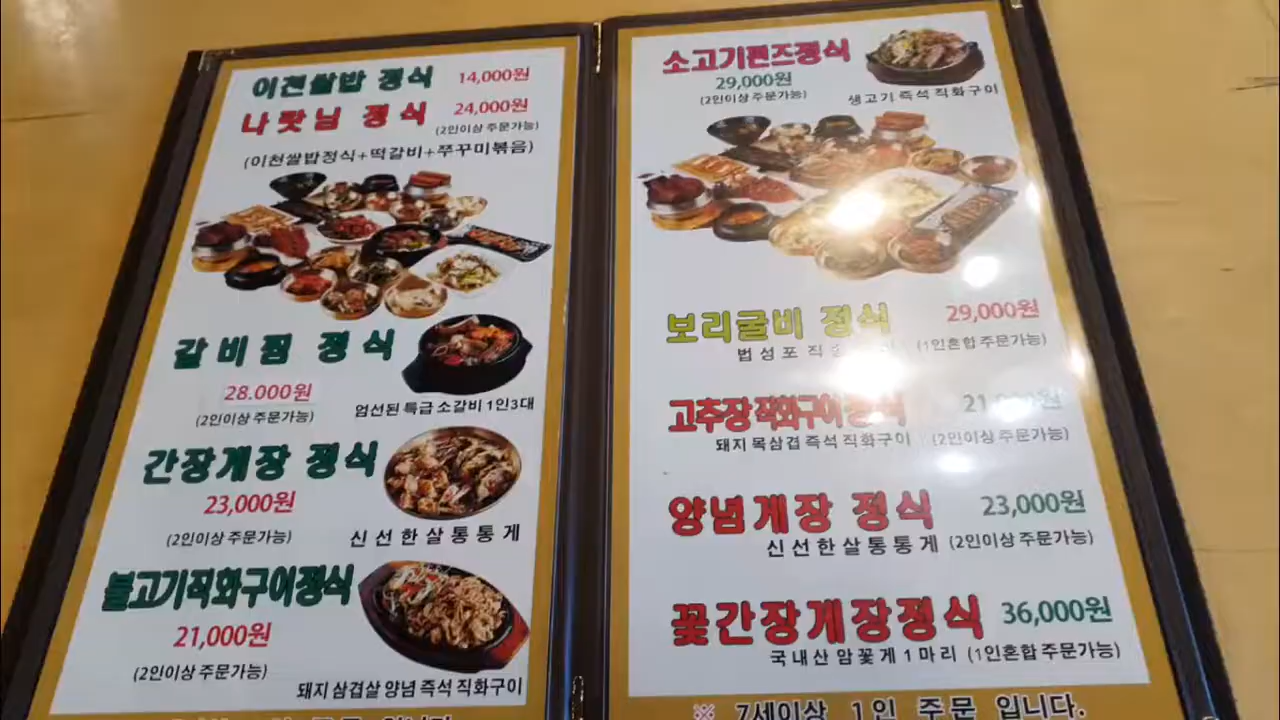 이천쌀밥 정식 14,000원
나랏님 정식 24,000원
(2인이상 주문가능)
(이천쌀밥정식+떡갈비+쭈꾸미볶음)
갈비찜 정식
28.000원
(2인이상 주문가능)
엄선된 특급 소갈비 1인3대
간장게장 정식
23,000원
(2인이상 주문가능)
신선한 살통통게
불고기직화구이정식
21,000원
(2인이상 주문가능)
돼지 삼겹살 양념 즉석 직화구이
소고기찐즈정식
29,000원
(2인이상 주문가능)
생고기 즉석 직화구이
보리굴비 정식 29,000원
법성포 직 (1인혼합 주문가능)
고추장직화구이정식
돼지 목삼겹 즉석 직화구이 (2인이상 주문가능)
양념게장 정식 23,000원
신선한 살통통게 (2인이상 주문가능)
꽃간장게장정식 36,000원
국내산 암꽃게 1마리 (1인혼합 주문가능)
※ 7세이상 1인 주문 입니다.